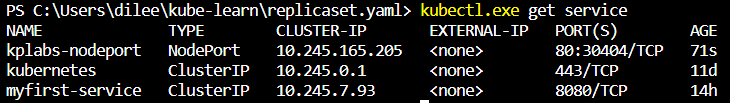 PS C:\Users\dilee\kube-learn\replicaset.yaml> kubectl.exe get service
NAME TYPE CLUSTER-IP EXTERNAL-IP PORT(S) AGE
kplabs-nodeport NodePort 10.245.165.205 <none> 80:30404/TCP 71s
kubernetes ClusterIP 10.245.0.1 <none> 443/TCP 11d
myfirst-service ClusterIP 10.245.7.93 <none> 8080/TCP 14h